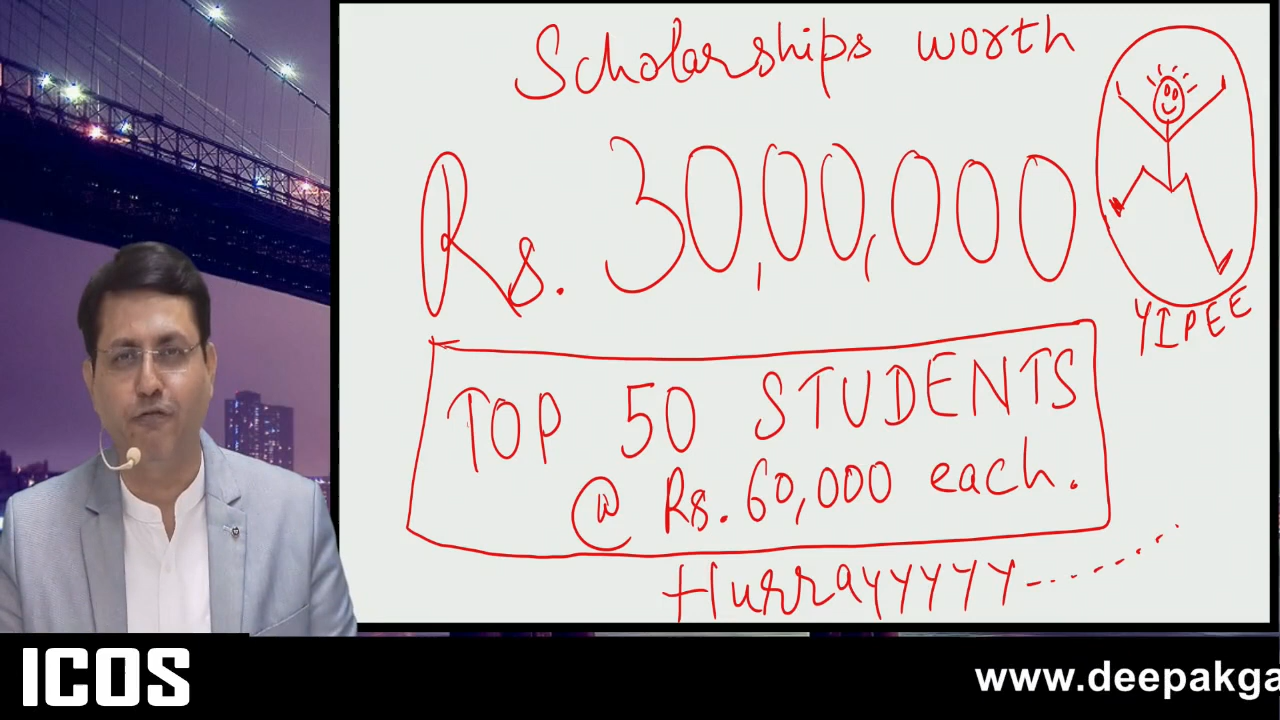 Scholarships worth
Rs. 30,00,000
YIPEE
TOP 50 STUDENTS
@ Rs. 60,000 each.
Hurrayyyyy-.......
ICOS
www.deepakga